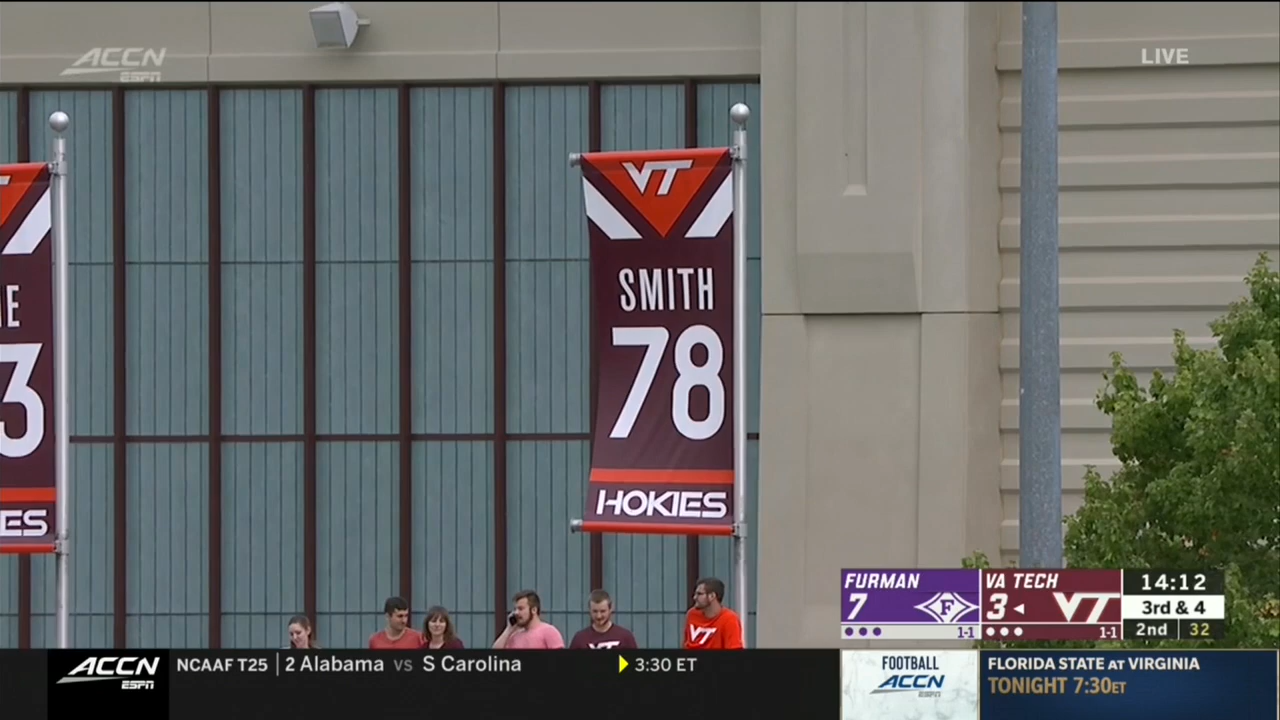 ACCN
ESPN
LIVE
VT
SMITH
78
HOKIES
E
3
ES
VT
FURMAN
7
F
1-1
VA TECH
3
VT
1-1
14:12
3rd & 4
2nd
32
ACCN
ESPN
NCAAF T25 | 2 Alabama vs S Carolina 3:30 ET
FOOTBALL
ACCN
ESPN
FLORIDA STATE AT VIRGINIA
TONIGHT 7:30ET